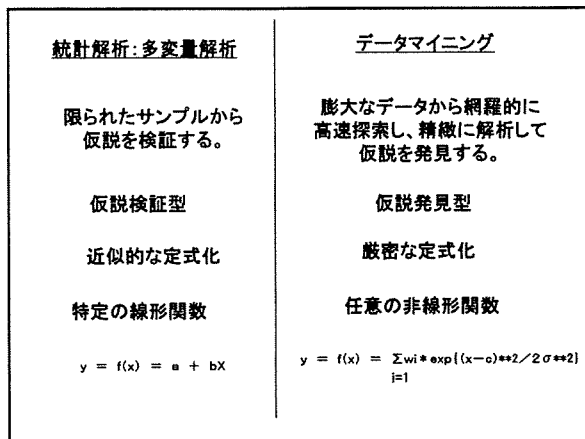 統計解析:多変量解析
限られたサンプルから
仮説を検証する。
仮説検証型
近似的な定式化
特定の線形関数
y = f(x) = a + bX
データマイニング
膨大なデータから網羅的に
高速探索し、精緻に解析して
仮説を発見する。
仮説発見型
厳密な定式化
任意の非線形関数
y = f(x) = Σwi*exp{(x-c)**2/2σ**2}
i=1